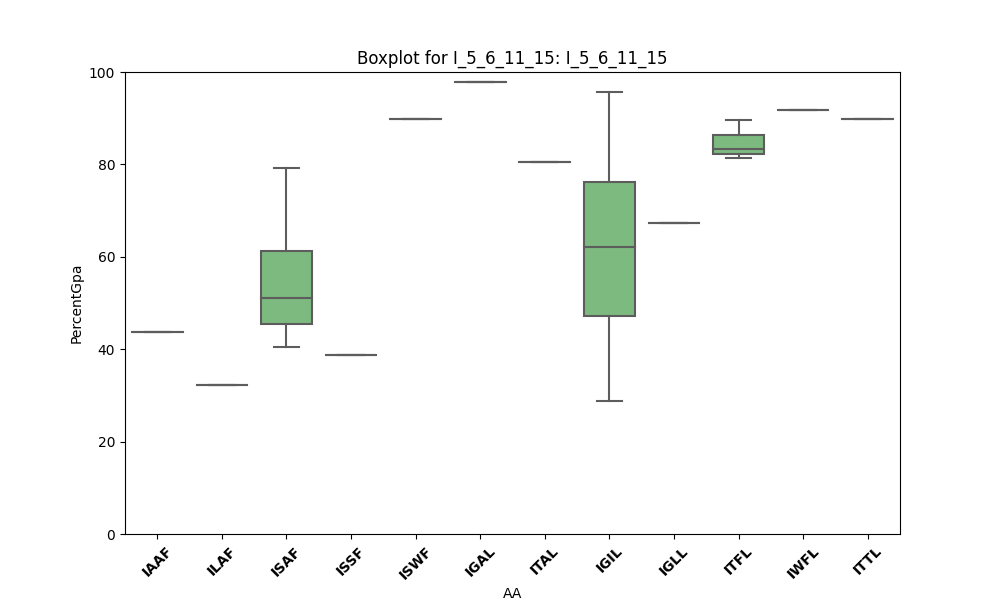 Boxplot for I_5_6_11_15: I_5_6_11_15
PercentGpa
100
80
60
40
20
0
IAAF
ILAF
ISAF
ISSF
ISWF
IGAL
ITAL
IGIL
IGLL
ITFL
IWFL
ITTL
AA